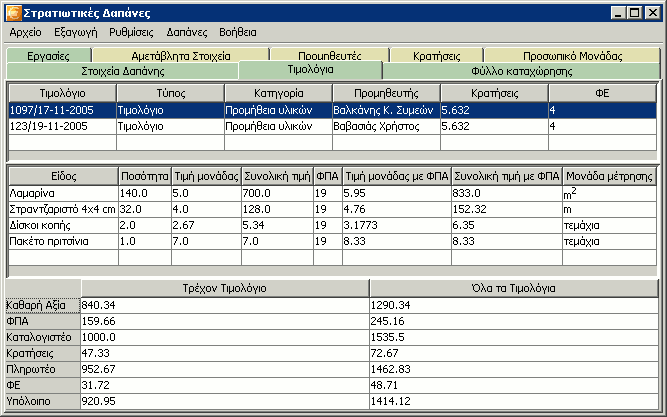 Στρατιωτικές Δαπάνες
Αρχείο Εξαγωγή Ρυθμίσεις Δαπάνες Βοήθεια
Εργασίες Αμετάβλητα Στοιχεία Προμηθευτές Κρατήσεις Προσωπικό Μονάδας
Στοιχεία Δαπάνης Τιμολόγια Φύλλο καταχώρησης
Τιμολόγιο Τύπος Κατηγορία Προμηθευτής Κρατήσεις ΦΕ
1097/17-11-2005 Τιμολόγιο Προμήθεια υλικών Βαλκάνης Κ. Συμεών 5.632 4
123/19-11-2005 Τιμολόγιο Προμήθεια υλικών Βαβασιάς Χρήστος 5.632 4
Είδος Ποσότητα Τιμή μονάδας Συνολική τιμή ΦΠΑ Τιμή μονάδας με ΦΠΑ Συνολική τιμή με ΦΠΑ Μονάδα μέτρησης
Λαμαρίνα 140.0 5.0 700.0 19 5.95 833.0 m²
Στραντζαριστό 4x4 cm 32.0 4.0 128.0 19 4.76 152.32 m
Δίσκοι κοπής 2.0 2.67 5.34 19 3.1773 6.35 τεμάχια
Πακέτο πριτσίνια 1.0 7.0 7.0 19 8.33 8.33 τεμάχια
Τρέχον Τιμολόγιο Όλα τα Τιμολόγια
Καθαρή Αξία 840.34 1290.34
ΦΠΑ 159.66 245.16
Καταλογιστέο 1000.0 1535.5
Κρατήσεις 47.33 72.67
Πληρωτέο 952.67 1462.83
ΦΕ 31.72 48.71
Υπόλοιπο 920.95 1414.12